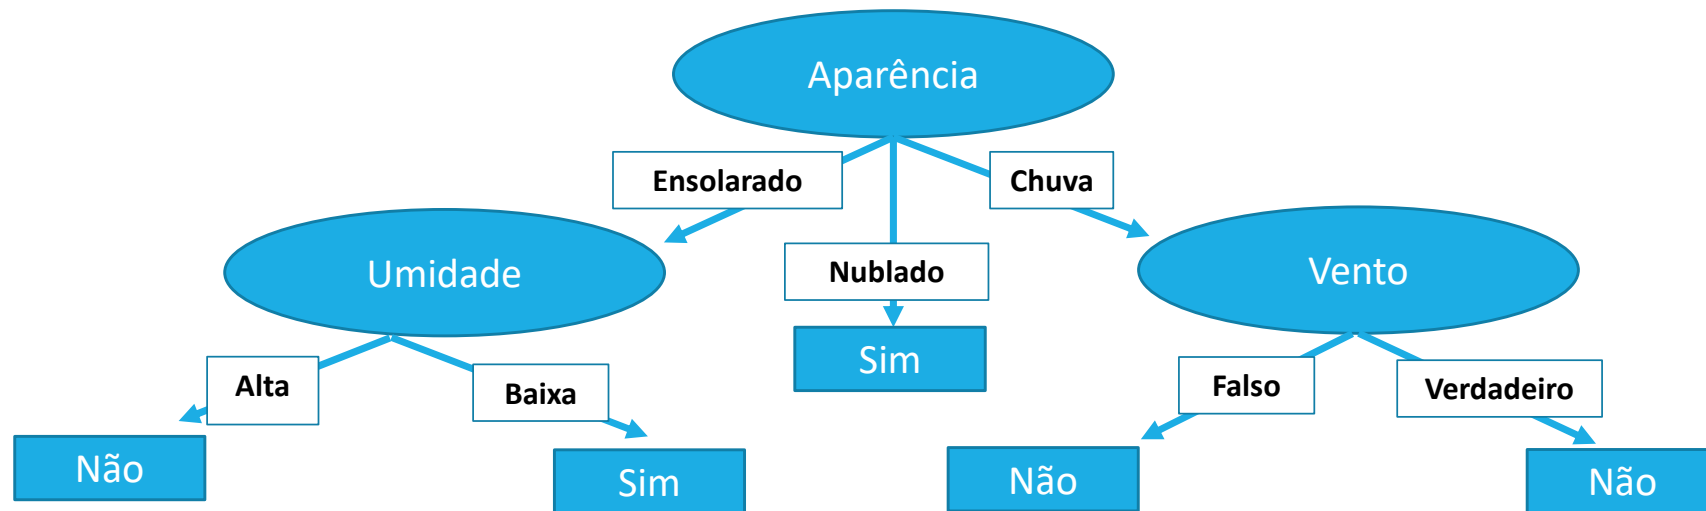 Aparência
Ensolarado
Chuva
Umidade
Nublado
Vento
Sim
Alta
Baixa
Falso
Verdadeiro
Não
Sim
Não
Não